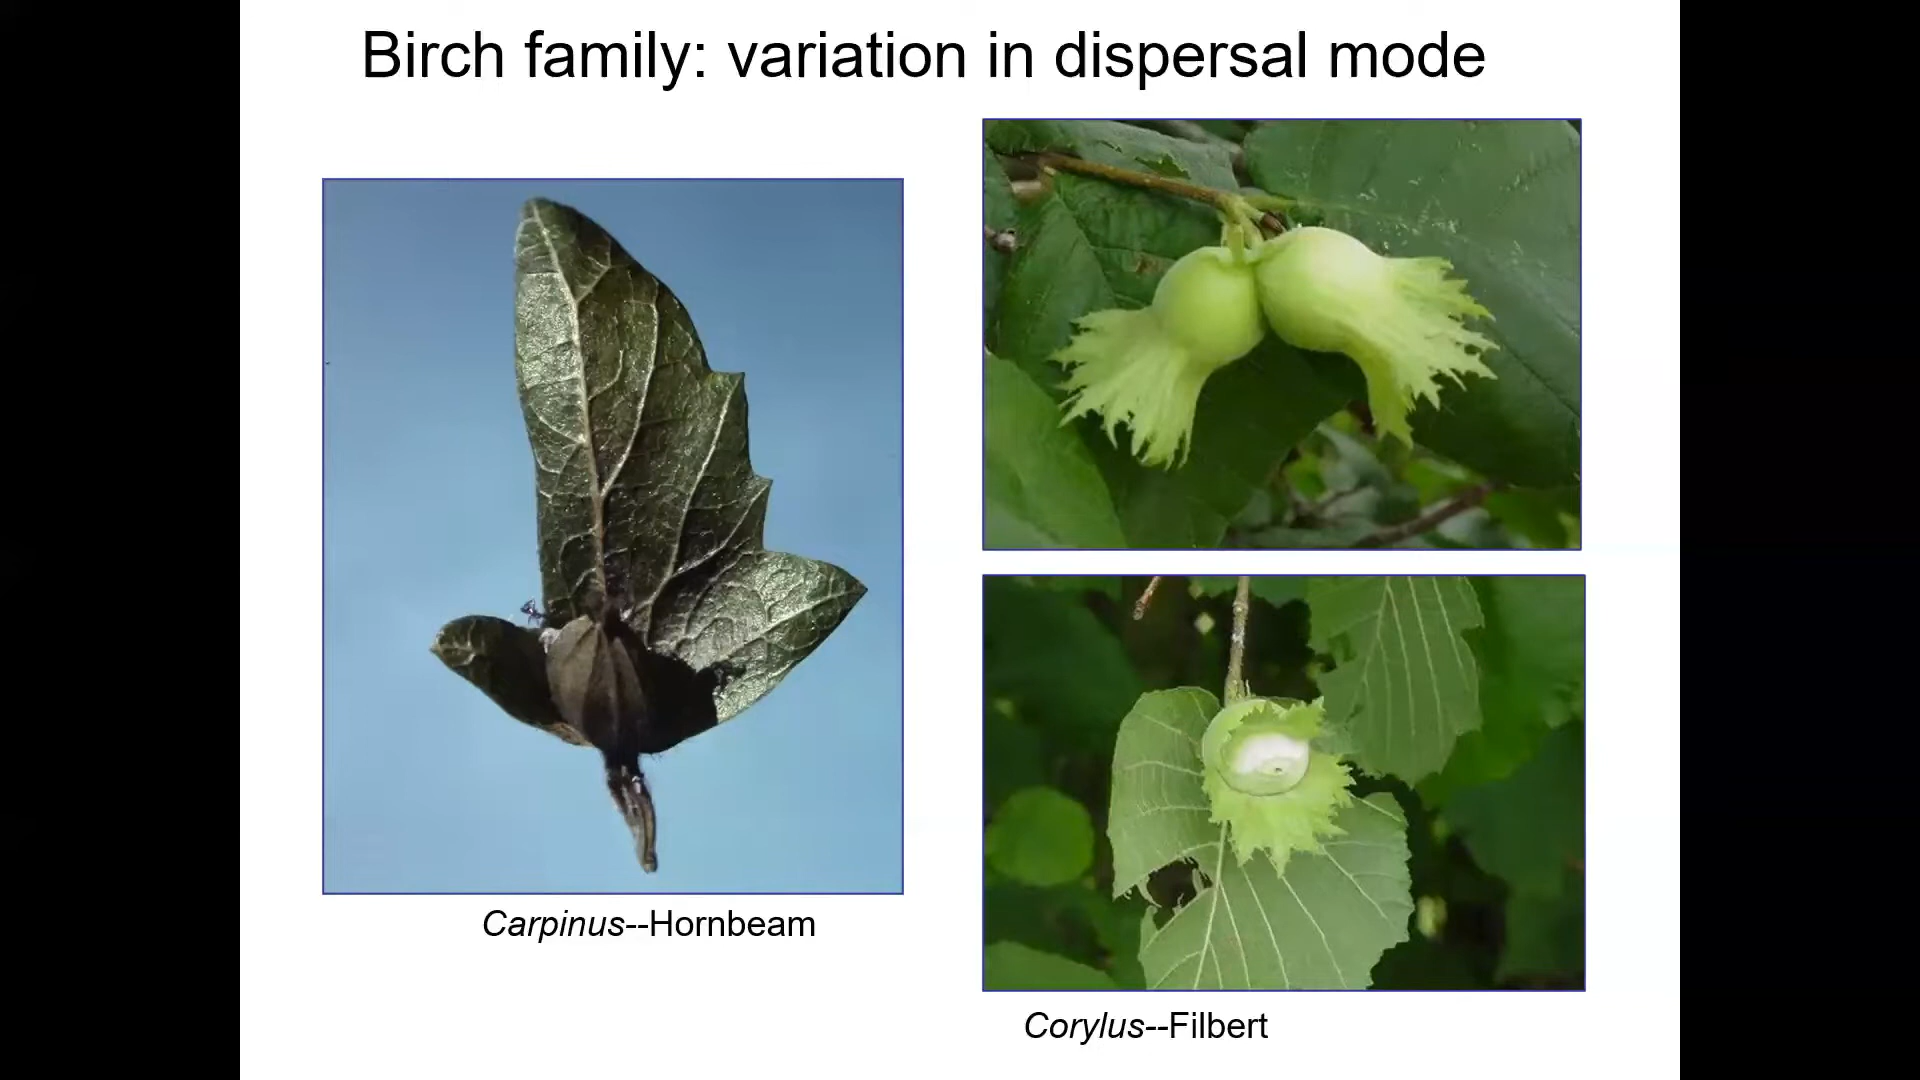 Birch family: variation in dispersal mode
Carpinus--Hornbeam
Corylus--Filbert